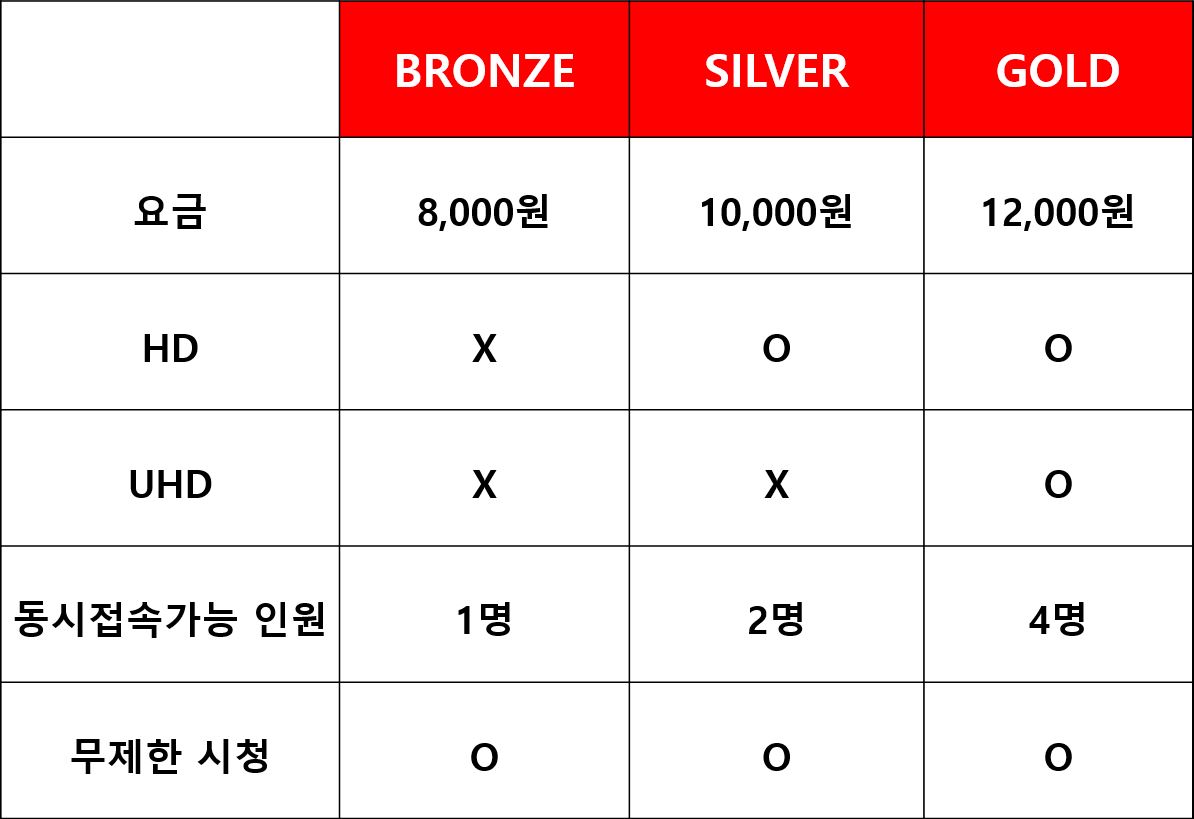 BRONZE SILVER GOLD
요금 8,000원 10,000원 12,000원
HD X O O
UHD X X O
동시접속가능 인원 1명 2명 4명
무제한 시청 O O O